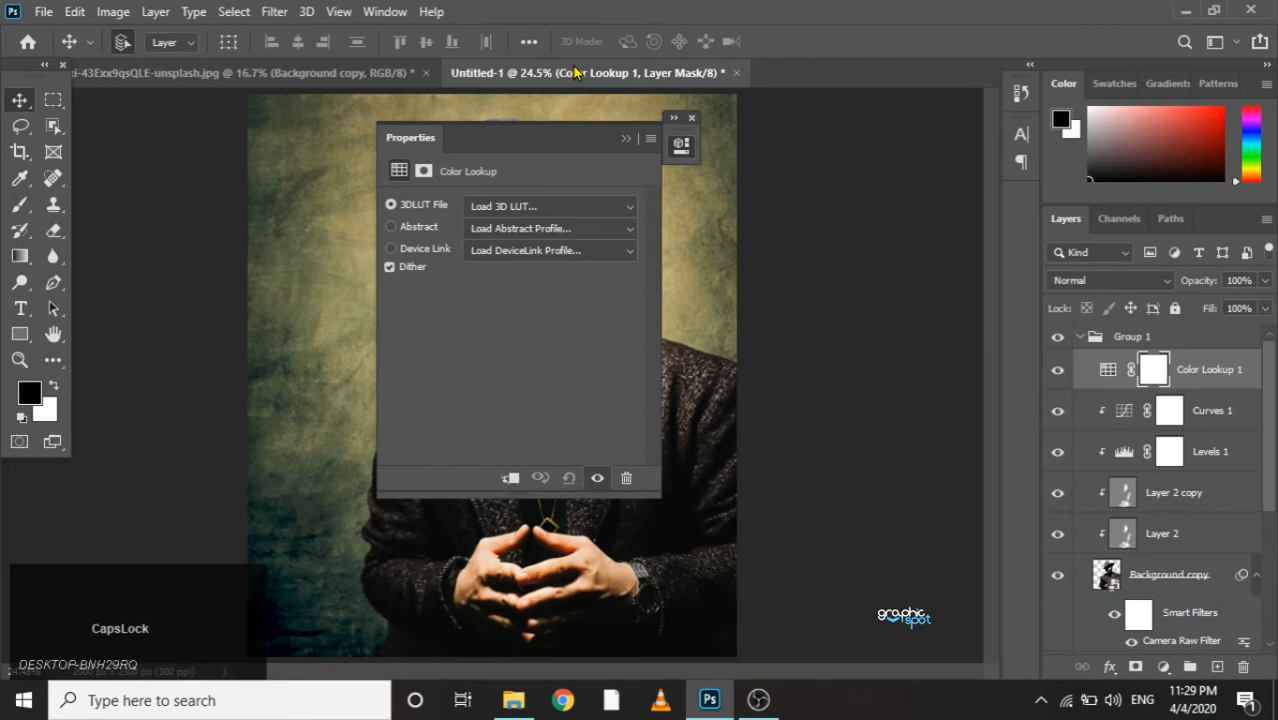 Ps File Edit Image Layer Type Select Filter 3D View Window Help
Layer 3D Mode:
d-43Exx9qsQLE-unsplash.jpg @ 16.7% (Background copy, RGB/8) * × Untitled-1 @ 24.5% (Color Lookup 1, Layer Mask/8) * ×
Color Swatches Gradients Patterns
Properties
Color Lookup
3DLUT File Load 3D LUT...
Abstract Load Abstract Profile...
Device Link Load DeviceLink Profile...
Dither
Layers Channels Paths
Kind
Normal Opacity: 100%
Lock: Fill: 100%
Group 1
Color Lookup 1
Curves 1
Levels 1
Layer 2 copy
Layer 2
Background copy
Smart Filters
Camera Raw Filter
graphic
spot
CapsLock
DESKTOP-BNH29RQ
Type here to search
Ps
ENG
11:29 PM
4/4/2020
1